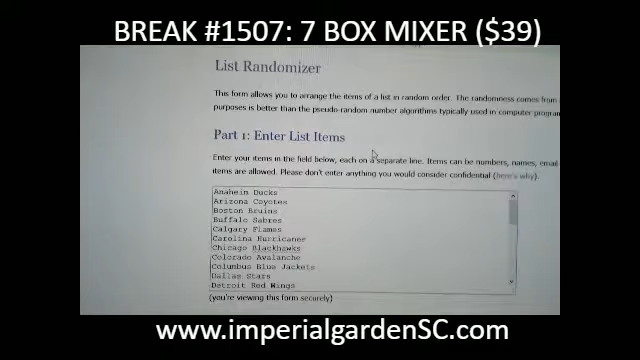 BREAK #1507: 7 BOX MIXER ($39)
List Randomizer
This form allows you to arrange the items of a list in random order. The randomness comes from
purposes is better than the pseudo-random number algorithms typically used in computer program
Part 1: Enter List Items
Enter your items in the field below, each on a separate line. Items can be numbers, names, email
items are allowed. Please don't enter anything you would consider confidential (here's why).
Anaheim Ducks
Arizona Coyotes
Boston Bruins
Buffalo Sabres
Calgary Flames
Carolina Hurricanes
Chicago Blackhawks
Colorado Avalanche
Columbus Blue Jackets
Dallas Stars
Detroit Red Wings
(you're viewing this form securely)
www.imperialgardenSC.com